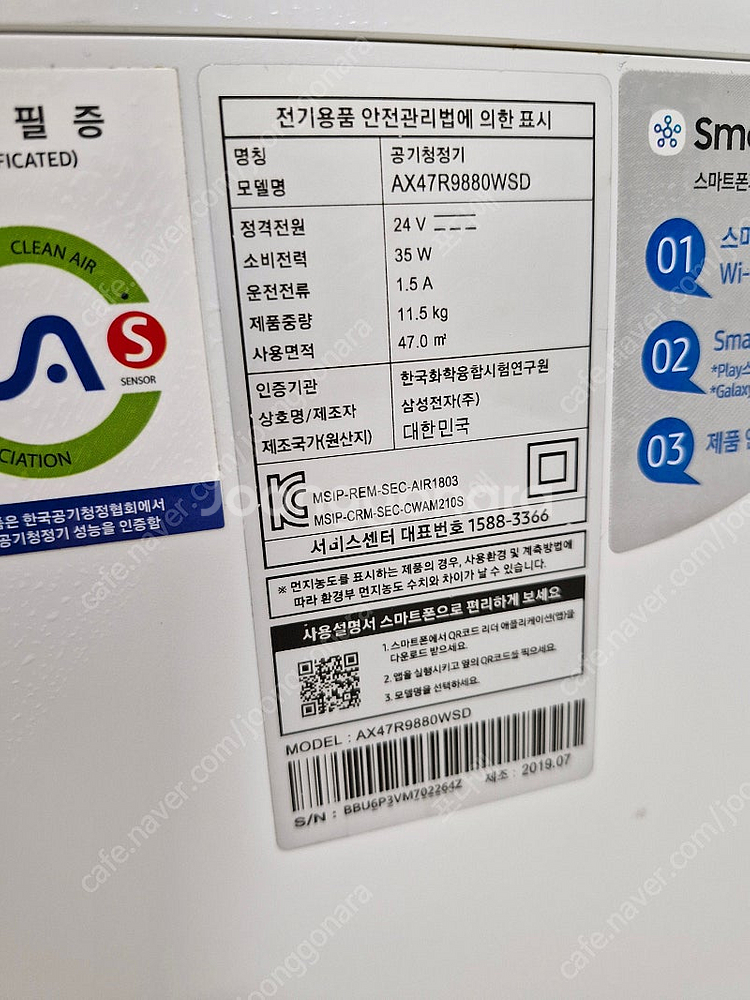 필 증
FICATED)
CLEAN AIR
A S
SENSOR
CIATION
품은 한국공기청정협회에서
공기청정기 성능을 인증함
전기용품 안전관리법에 의한 표시
명칭 공기청정기
모델명 AX47R9880WSD
정격전원 24 V
소비전력 35 W
운전전류 1.5 A
제품중량 11.5 kg
사용면적 47.0 ㎡
인증기관 한국화학융합시험연구원
상호명/제조자 삼성전자(주)
제조국가(원산지) 대한민국
MSIP-REM-SEC-AIR1803
MSIP-CRM-SEC-CWAM210S
서비스센터 대표번호 1588-3366
※ 먼지농도를 표시하는 제품의 경우, 사용환경 및 계측방법에
따라 환경부 먼지농도 수치와 차이가 날 수 있습니다.
사용설명서 스마트폰으로 편리하게 보세요
1. 스마트폰에서 QR코드 리더 애플리케이션(앱)을
다운로드 받으세요.
2. 앱을 실행시키고 옆의 QR코드를 찍으세요.
3. 모델명을 선택하세요.
MODEL : AX47R9880WSD
S/N : BBU6P3VM702264Z 제조 : 2019.07
Sma
스마트폰
01 스마
Wi-
02 Sma
*Play스
*Galaxy
03 제품 인
Joonggonara
cafe.naver.com/joonggonara